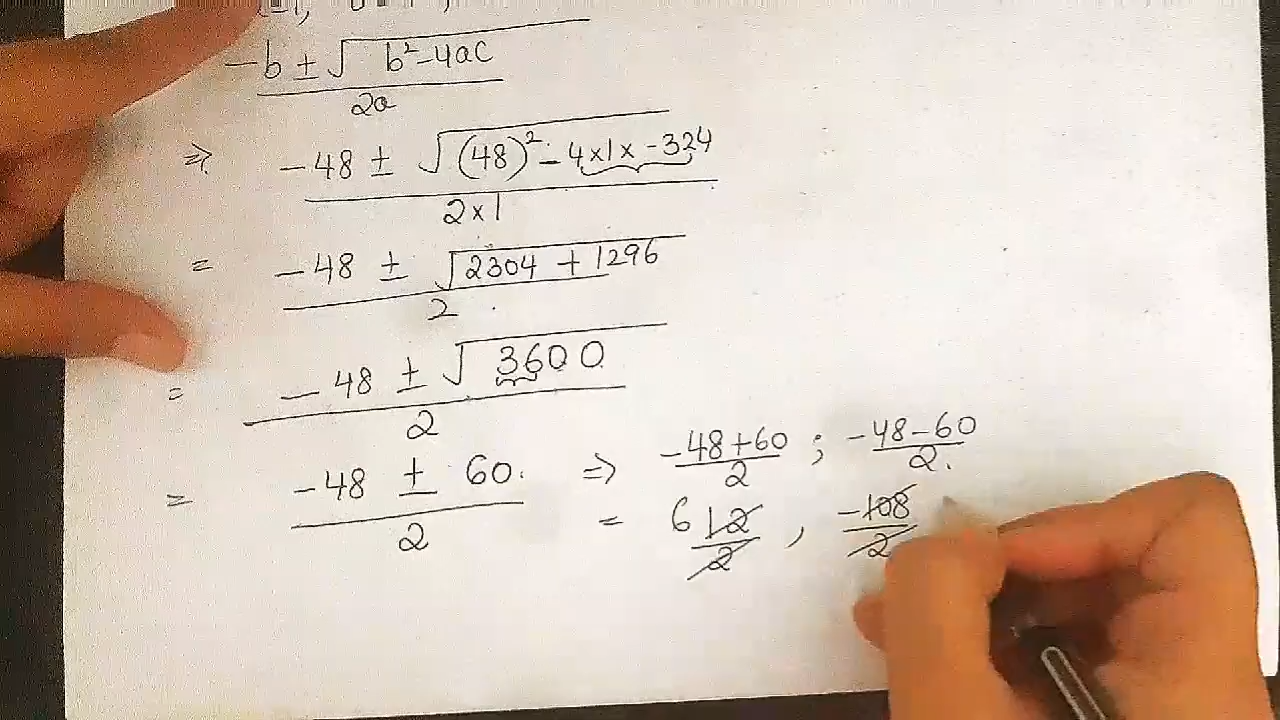 −b ± √ b²−4ac
2a
⇒ −48 ± √(48)² − 4×1×−324
2×1
= −48 ± √2304 + 1296
2
= −48 ± √3600
2
= −48 ± 60. ⇒ −48+60 ; −48−60
2 2 2.
= 6 12 , −108
2 2